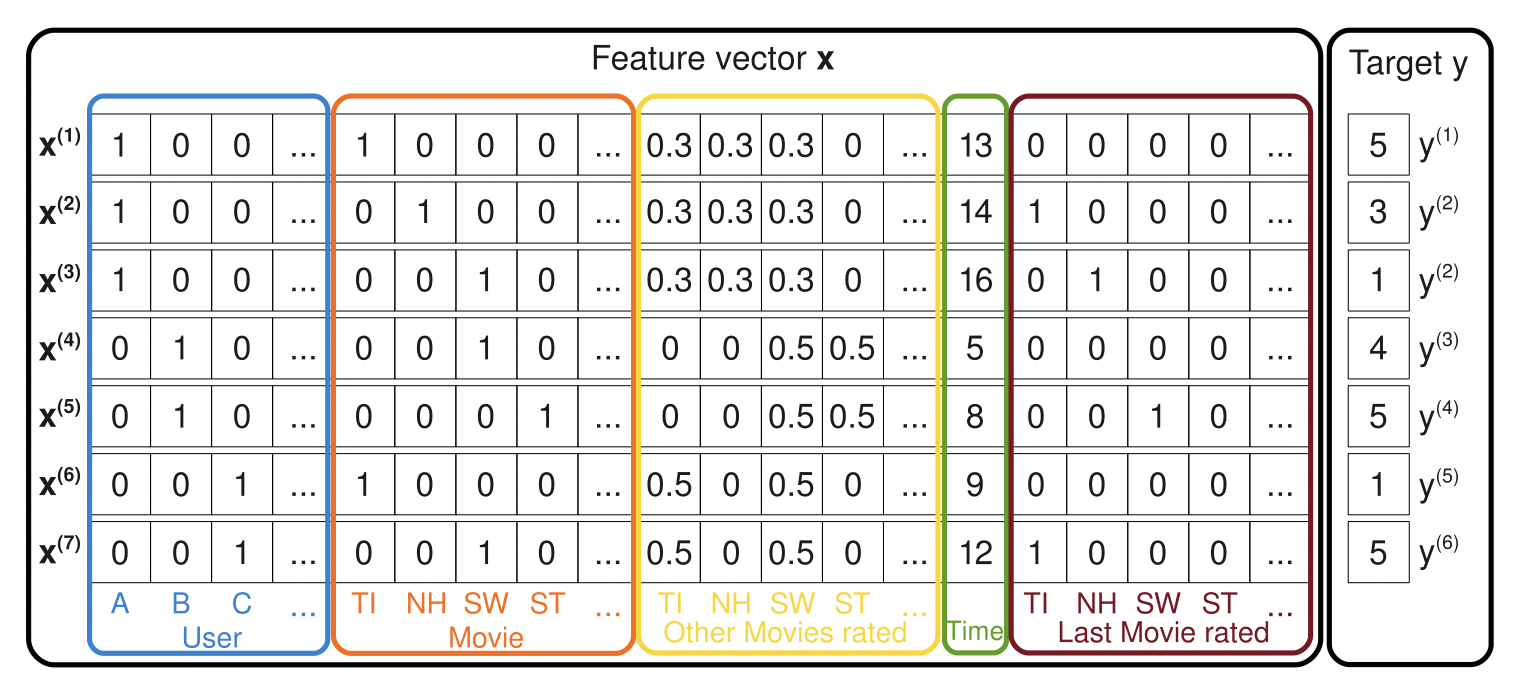 Feature vector x Target y
x(1) 1 0 0 ... 1 0 0 0 ... 0.3 0.3 0.3 0 ... 13 0 0 0 0 ... 5 y(1)
x(2) 1 0 0 ... 0 1 0 0 ... 0.3 0.3 0.3 0 ... 14 1 0 0 0 ... 3 y(2)
x(3) 1 0 0 ... 0 0 1 0 ... 0.3 0.3 0.3 0 ... 16 0 1 0 0 ... 1 y(2)
x(4) 0 1 0 ... 0 0 1 0 ... 0 0 0.5 0.5 ... 5 0 0 0 0 ... 4 y(3)
x(5) 0 1 0 ... 0 0 0 1 ... 0 0 0.5 0.5 ... 8 0 0 1 0 ... 5 y(4)
x(6) 0 0 1 ... 1 0 0 0 ... 0.5 0 0.5 0 ... 9 0 0 0 0 ... 1 y(5)
x(7) 0 0 1 ... 0 0 1 0 ... 0.5 0 0.5 0 ... 12 1 0 0 0 ... 5 y(6)
A B C ... TI NH SW ST ... TI NH SW ST ... TI NH SW ST ...
User Movie Other Movies rated Time Last Movie rated